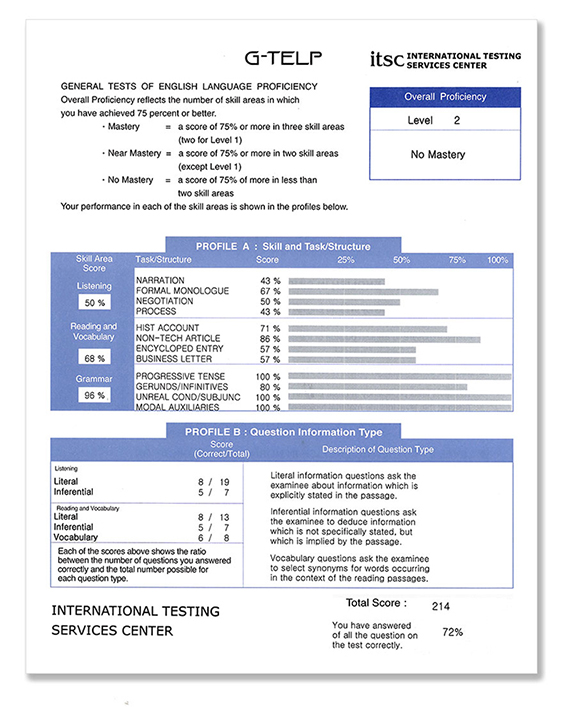 G-TELP
itsc INTERNATIONAL TESTING
SERVICES CENTER
GENERAL TESTS OF ENGLISH LANGUAGE PROFICIENCY
Overall Proficiency reflects the number of skill areas in which
you have achieved 75 percent or better.
· Mastery = a score of 75% or more in three skill areas
(two for Level 1)
· Near Mastery = a score of 75% or more in two skill areas
(except Level 1)
· No Mastery = a score of 75% of more in less than
two skill areas
Your performance in each of the skill areas is shown in the profiles below.
Overall Proficiency
Level 2
No Mastery
PROFILE A : Skill and Task/Structure
Skill Area
Score
Task/Structure Score 25% 50% 75% 100%
Listening
50 %
NARRATION 43 %
FORMAL MONOLOGUE 67 %
NEGOTIATION 50 %
PROCESS 43 %
Reading and
Vocabulary
68 %
HIST ACCOUNT 71 %
NON-TECH ARTICLE 86 %
ENCYCLOPED ENTRY 57 %
BUSINESS LETTER 57 %
Grammar
96 %
PROGRESSIVE TENSE 100 %
GERUNDS/INFINITIVES 80 %
UNREAL COND/SUBJUNC 100 %
MODAL AUXILIARIES 100 %
PROFILE B : Question Information Type
Score
(Correct/Total)
Description of Question Type
Listening
Literal 8 / 19
Inferential 5 / 7
Reading and Vocabulary
Literal 8 / 13
Inferential 5 / 7
Vocabulary 6 / 8
Each of the scores above shows the ratio
between the number of questions you answered
correctly and the total number possible for
each question type.
Literal information questions ask the
examinee about information which is
explicitly stated in the passage.
Inferential information questions ask
the examinee to deduce information
which is not specifically stated, but
which is implied by the passage.
Vocabulary questions ask the examinee
to select synonyms for words occurring
in the context of the reading passages.
INTERNATIONAL TESTING
SERVICES CENTER
Total Score : 214
You have answered
of all the question on
the test correctly.
72%